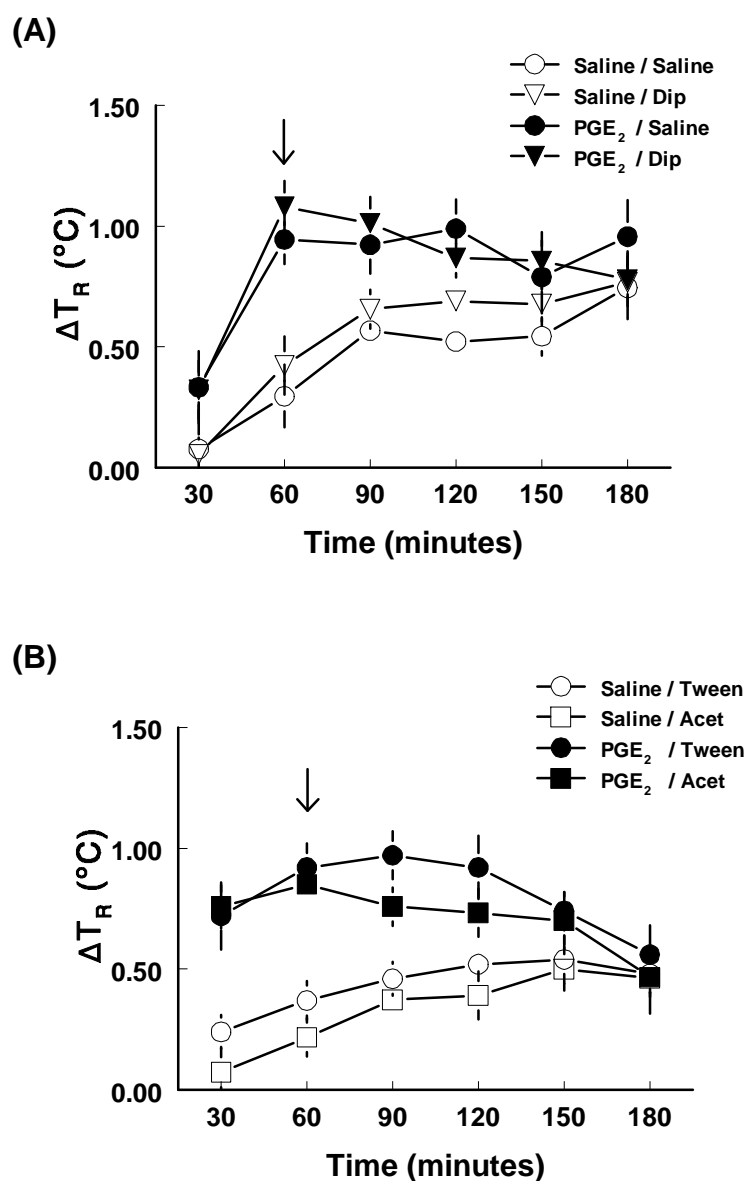 (A)
Saline / Saline
Saline / Dip
PGE2 / Saline
PGE2 / Dip
1.50
1.00
0.50
0.00
ΔTR (°C)
30 60 90 120 150 180
Time (minutes)
(B)
Saline / Tween
Saline / Acet
PGE2 / Tween
PGE2 / Acet
1.50
1.00
0.50
0.00
ΔTR (°C)
30 60 90 120 150 180
Time (minutes)